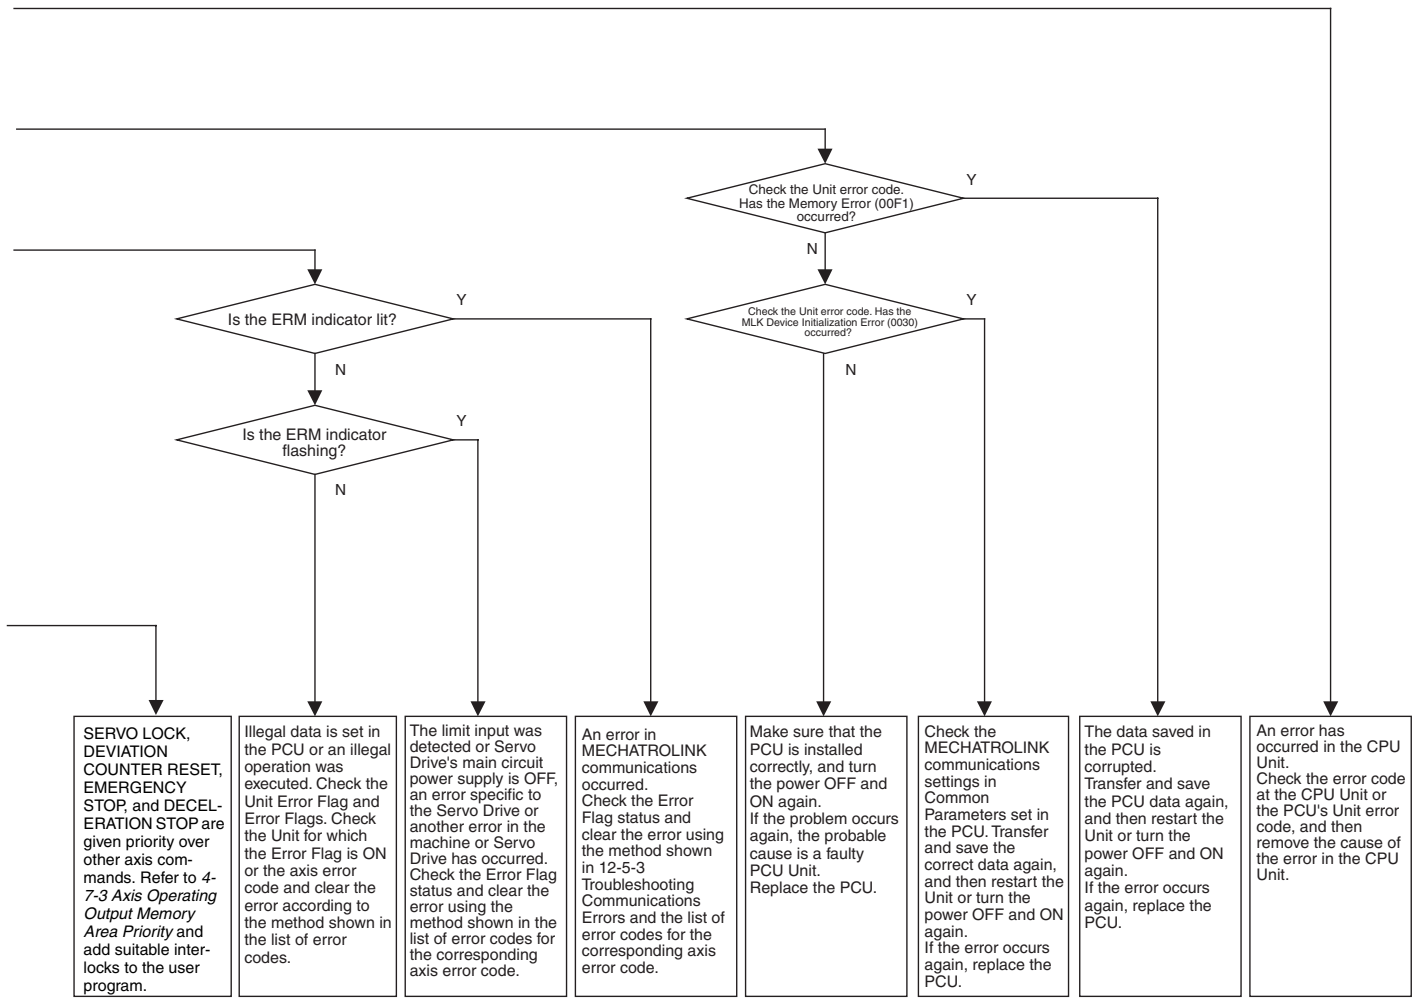 Check the Unit error code.
Has the Memory Error (00F1)
occurred?
Y
N
Is the ERM indicator lit?
Y
N
Check the Unit error code. Has the
MLK Device Initialization Error (0030)
occurred?
Y
N
Is the ERM indicator
flashing?
Y
N
SERVO LOCK,
DEVIATION
COUNTER RESET,
EMERGENCY
STOP, and DECEL-
ERATION STOP are
given priority over
other axis com-
mands. Refer to 4-
7-3 Axis Operating
Output Memory
Area Priority and
add suitable inter-
locks to the user
program.
Illegal data is set in
the PCU or an illegal
operation was
executed. Check the
Unit Error Flag and
Error Flags. Check
the Unit for which
the Error Flag is ON
or the axis error
code and clear the
error according to
the method shown in
the list of error
codes.
The limit input was
detected or Servo
Drive's main circuit
power supply is OFF,
an error specific to
the Servo Drive or
another error in the
machine or Servo
Drive has occurred.
Check the Error Flag
status and clear the
error using the
method shown in the
list of error codes for
the corresponding
axis error code.
An error in
MECHATROLINK
communications
occurred.
Check the Error
Flag status and
clear the error using
the method shown
in 12-5-3
Troubleshooting
Communications
Errors and the list of
error codes for the
corresponding axis
error code.
Make sure that the
PCU is installed
correctly, and turn
the power OFF and
ON again.
If the problem occurs
again, the probable
cause is a faulty
PCU Unit.
Replace the PCU.
Check the
MECHATROLINK
communications
settings in
Common
Parameters set in
the PCU. Transfer
and save the
correct data again,
and then restart the
Unit or turn the
power OFF and ON
again.
If the error occurs
again, replace the
PCU.
The data saved in
the PCU is
corrupted.
Transfer and save
the PCU data again,
and then restart the
Unit or turn the
power OFF and ON
again.
If the error occurs
again, replace the
PCU.
An error has
occurred in the CPU
Unit.
Check the error code
at the CPU Unit or
the PCU's Unit error
code, and then
remove the cause of
the error in the CPU
Unit.